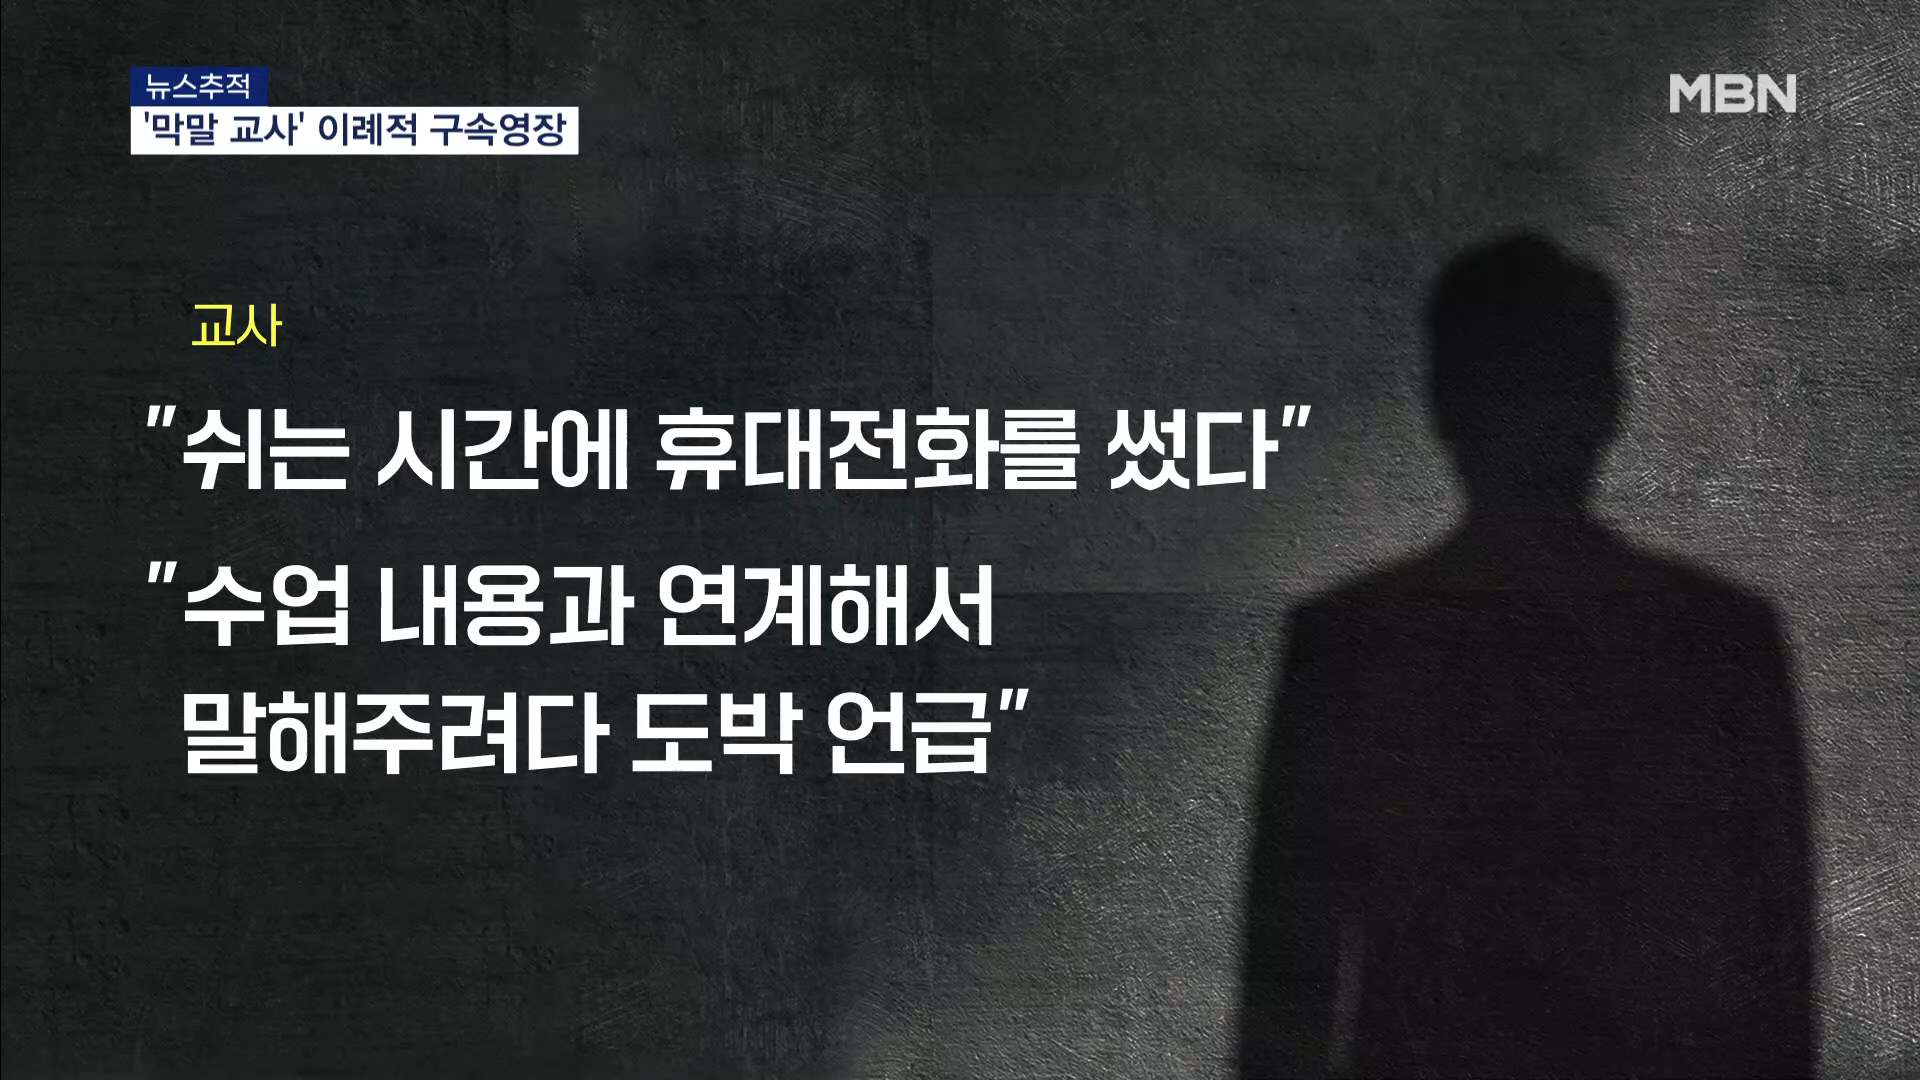 뉴스추적
'막말 교사' 이례적 구속영장
MBN
교사
"쉬는 시간에 휴대전화를 썼다"
"수업 내용과 연계해서
말해주려다 도박 언급"